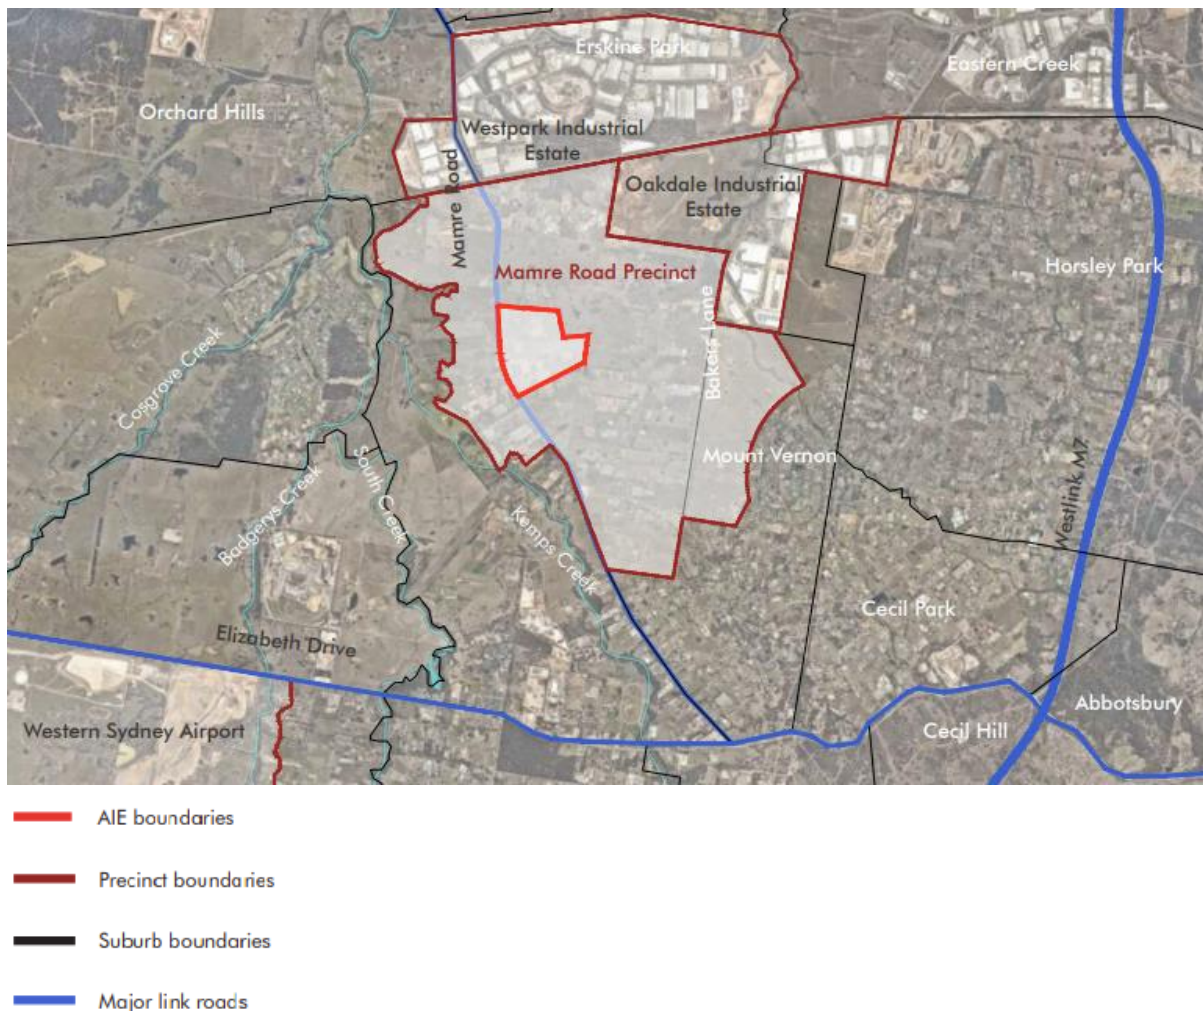 Erskine Park
Eastern Creek
Orchard Hills
Westpark Industrial
Estate
Mamre Road
Oakdale Industrial
Estate
Mamre Road Precinct
Horsley Park
Bakers Lane
Cosgrove Creek
Mount Vernon
South Creek
Badgerys Creek
Kemps Creek
Westlink M7
Cecil Park
Elizabeth Drive
Western Sydney Airport
Cecil Hill
Abbotsbury
AIE boundaries
Precinct boundaries
Suburb boundaries
Major link roads